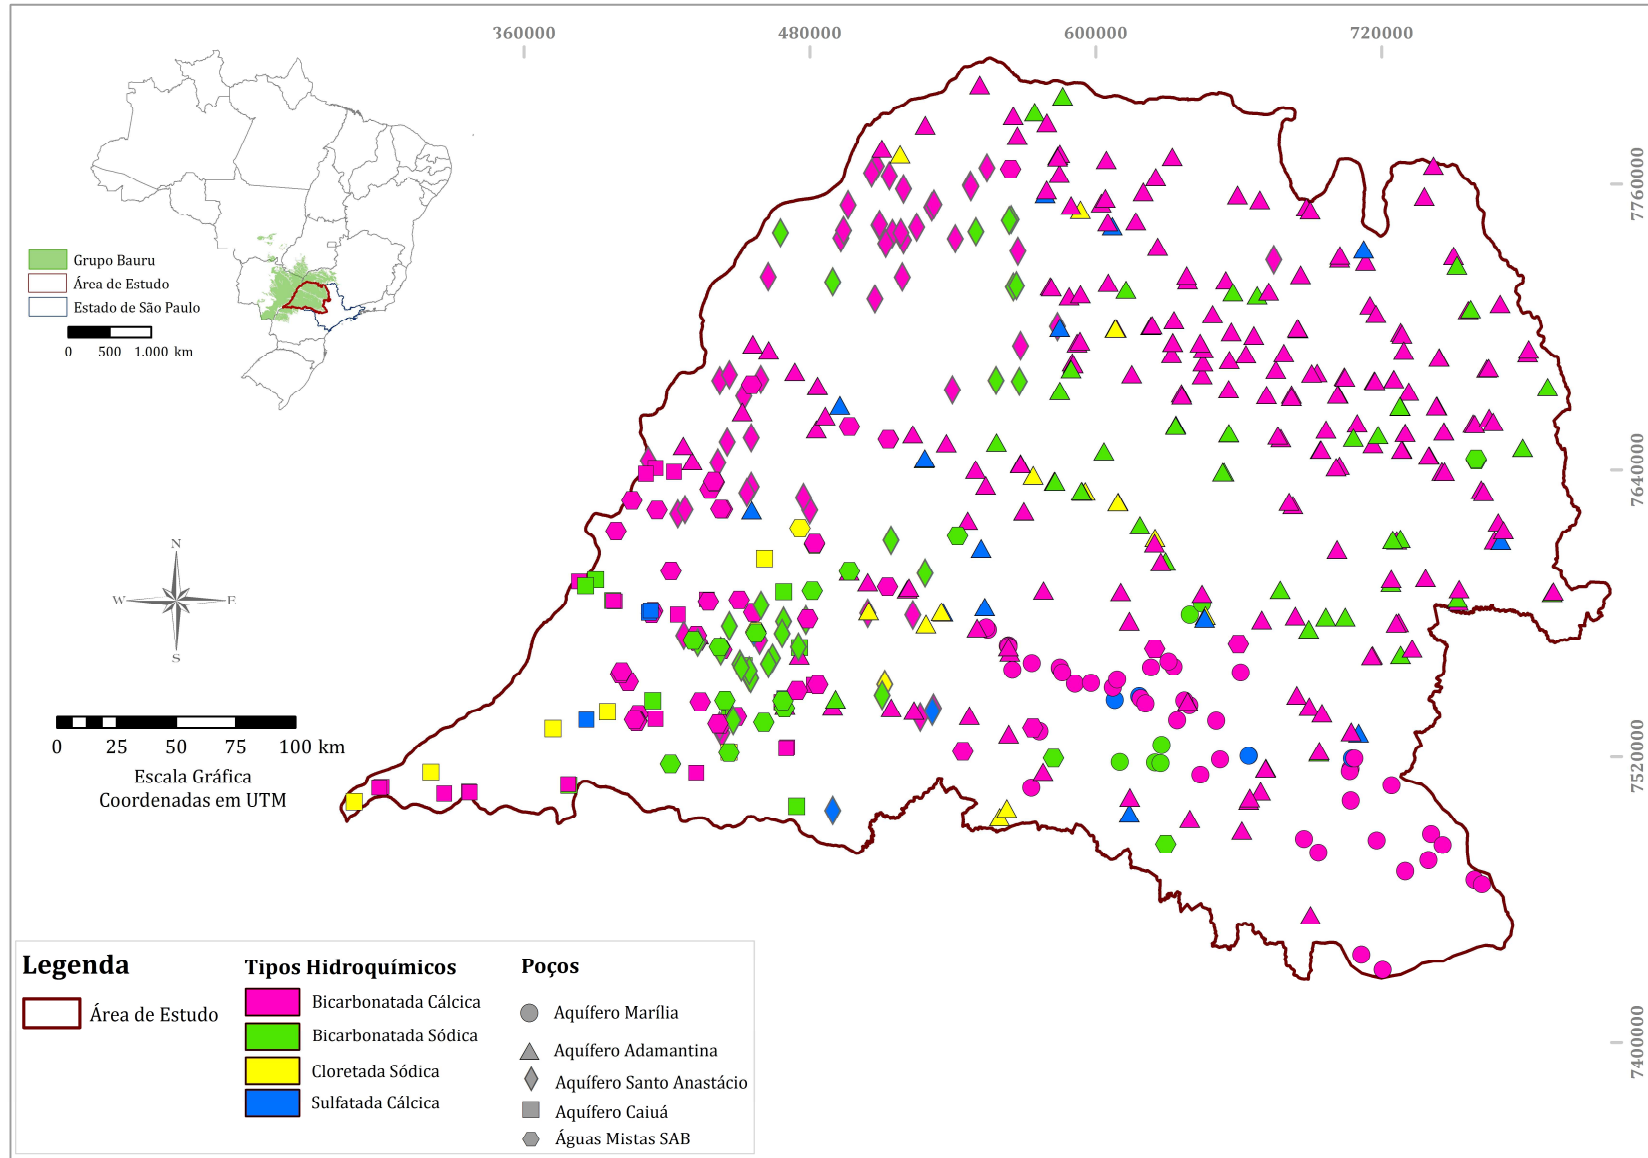 360000 480000 600000 720000
7760000
7640000
7520000
7400000
Grupo Bauru
Área de Estudo
Estado de São Paulo
0 500 1.000 km
N
W E
S
0 25 50 75 100 km
Escala Gráfica
Coordenadas em UTM
Legenda
Área de Estudo
Tipos Hidroquímicos
Bicarbonatada Cálcica
Bicarbonatada Sódica
Cloretada Sódica
Sulfatada Cálcica
Poços
Aquífero Marília
Aquífero Adamantina
Aquífero Santo Anastácio
Aquífero Caiuá
Águas Mistas SAB